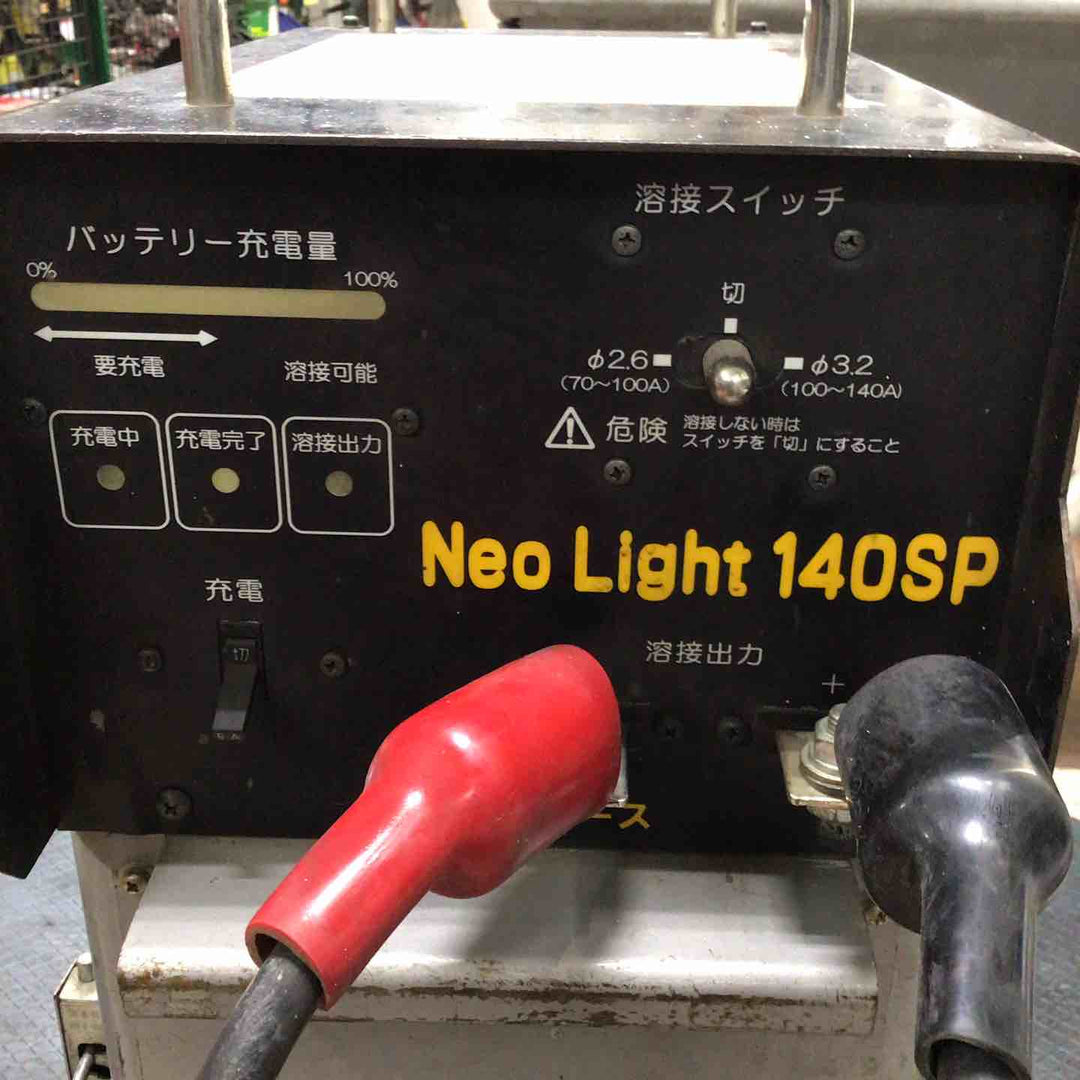 溶接スイッチ
バッテリー充電量
0%
100%
要充電
溶接可能
切
φ2.6
(70～100A)
φ3.2
(100～140A)
危険
溶接しない時は
スイッチを「切」にすること
充電中
充電完了
溶接出力
Neo Light 140SP
充電
切
溶接出力
+
ース